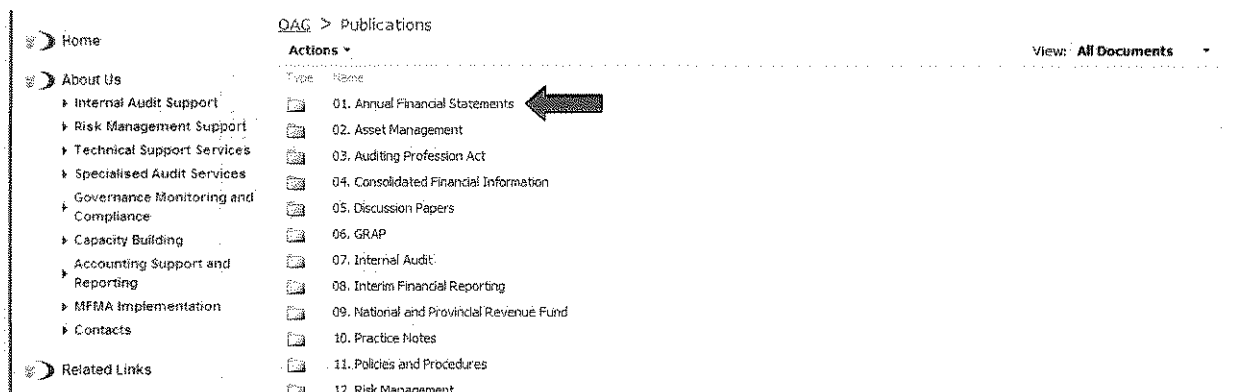 Home
About Us
Internal Audit Support
Risk Management Support
Technical Support Services
Specialised Audit Services
Governance Monitoring and
Compliance
Capacity Building
Accounting Support and
Reporting
MFMA Implementation
Contacts
Related Links
OAG > Publications
Actions
View: All Documents
Type Name
01. Annual Financial Statements
02. Asset Management
03. Auditing Profession Act
04. Consolidated Financial Information
05. Discussion Papers
06. GRAP
07. Internal Audit
08. Interim Financial Reporting
09. National and Provincial Revenue Fund
10. Practice Notes
11. Policies and Procedures
12. Risk Management